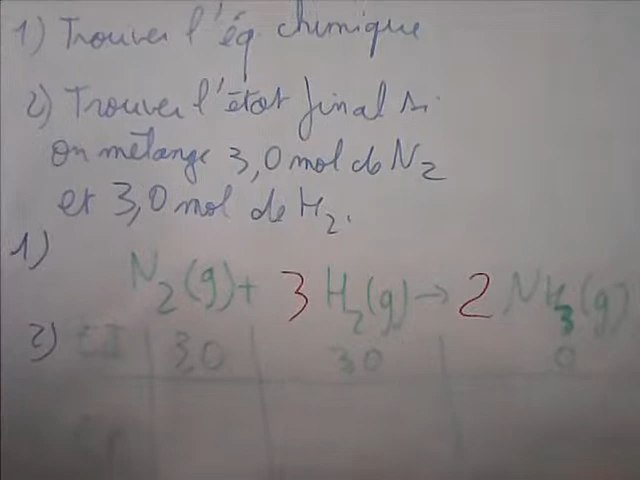 1) Trouver l'éq chimique
2) Trouver l'état final si
on mélange 3,0 mol de N2
et 3,0 mol de H2.
1)
N2(g) + 3 H2(g) → 2 NH3(g)
2) EI 3,0 3,0 0